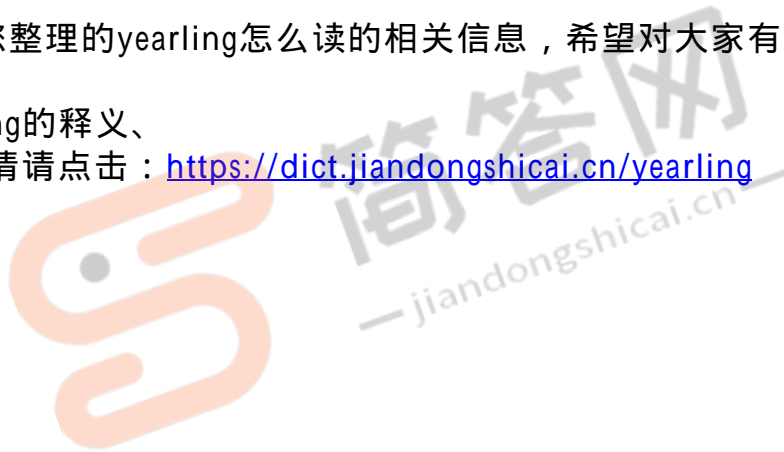 整理的yearling怎么读的相关信息，希望对大家有
ng的释义、
请点击：https://dict.jiandongshicai.cn/yearling
简答网
jiandongshicai.cn